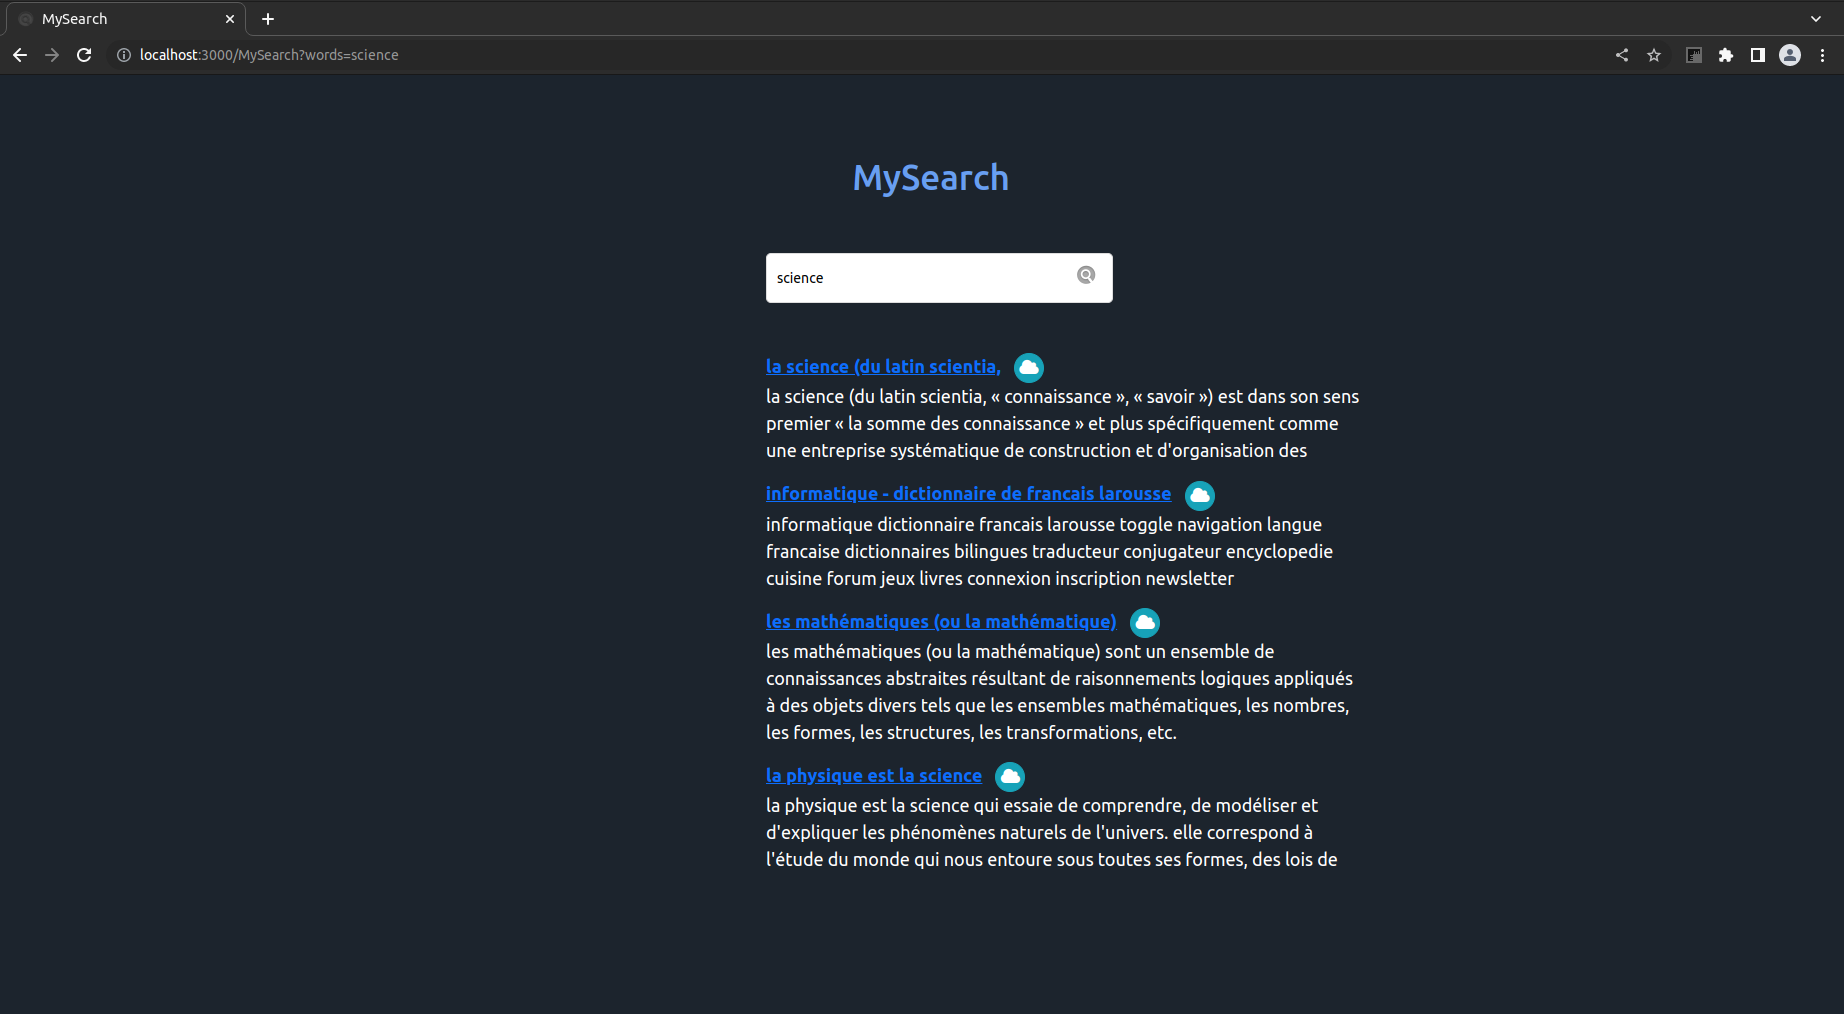 MySearch
localhost:3000/MySearch?words=science
MySearch
science
la science (du latin scientia,
la science (du latin scientia, « connaissance », « savoir ») est dans son sens
premier « la somme des connaissance » et plus spécifiquement comme
une entreprise systématique de construction et d'organisation des
informatique - dictionnaire de francais larousse
informatique dictionnaire francais larousse toggle navigation langue
francaise dictionnaires bilingues traducteur conjugateur encyclopedie
cuisine forum jeux livres connexion inscription newsletter
les mathématiques (ou la mathématique)
les mathématiques (ou la mathématique) sont un ensemble de
connaissances abstraites résultant de raisonnements logiques appliqués
à des objets divers tels que les ensembles mathématiques, les nombres,
les formes, les structures, les transformations, etc.
la physique est la science
la physique est la science qui essaie de comprendre, de modéliser et
d'expliquer les phénomènes naturels de l'univers. elle correspond à
l'étude du monde qui nous entoure sous toutes ses formes, des lois de